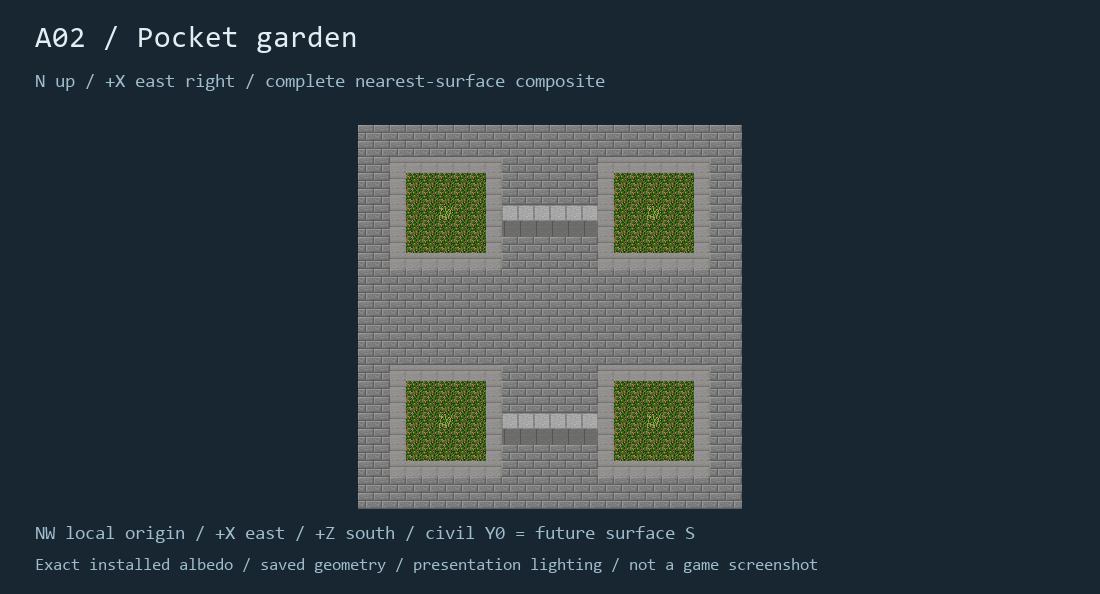 A02 / Pocket garden
N up / +X east right / complete nearest-surface composite
NW local origin / +X east / +Z south / civil Y0 = future surface S
Exact installed albedo / saved geometry / presentation lighting / not a game screenshot